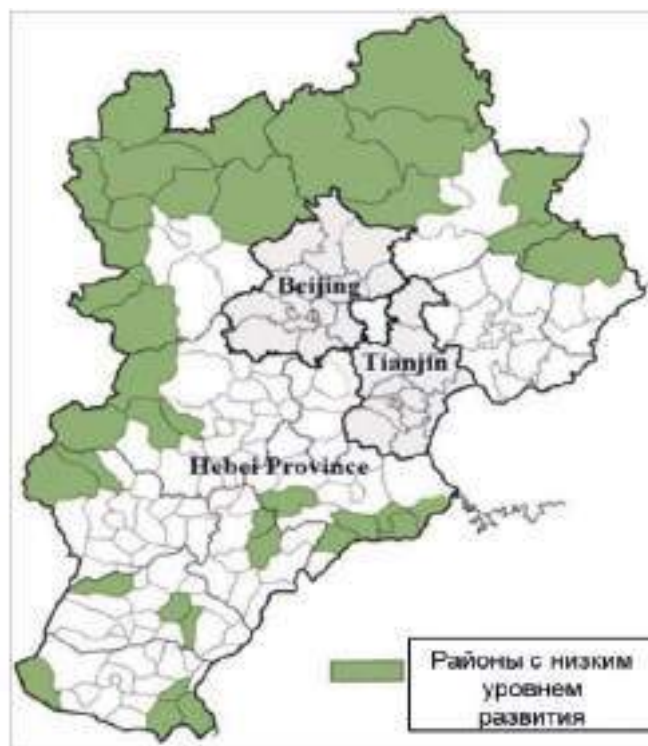 Beijing
Tianjin
Hebei Province
Районы с низким
уровнем
развития